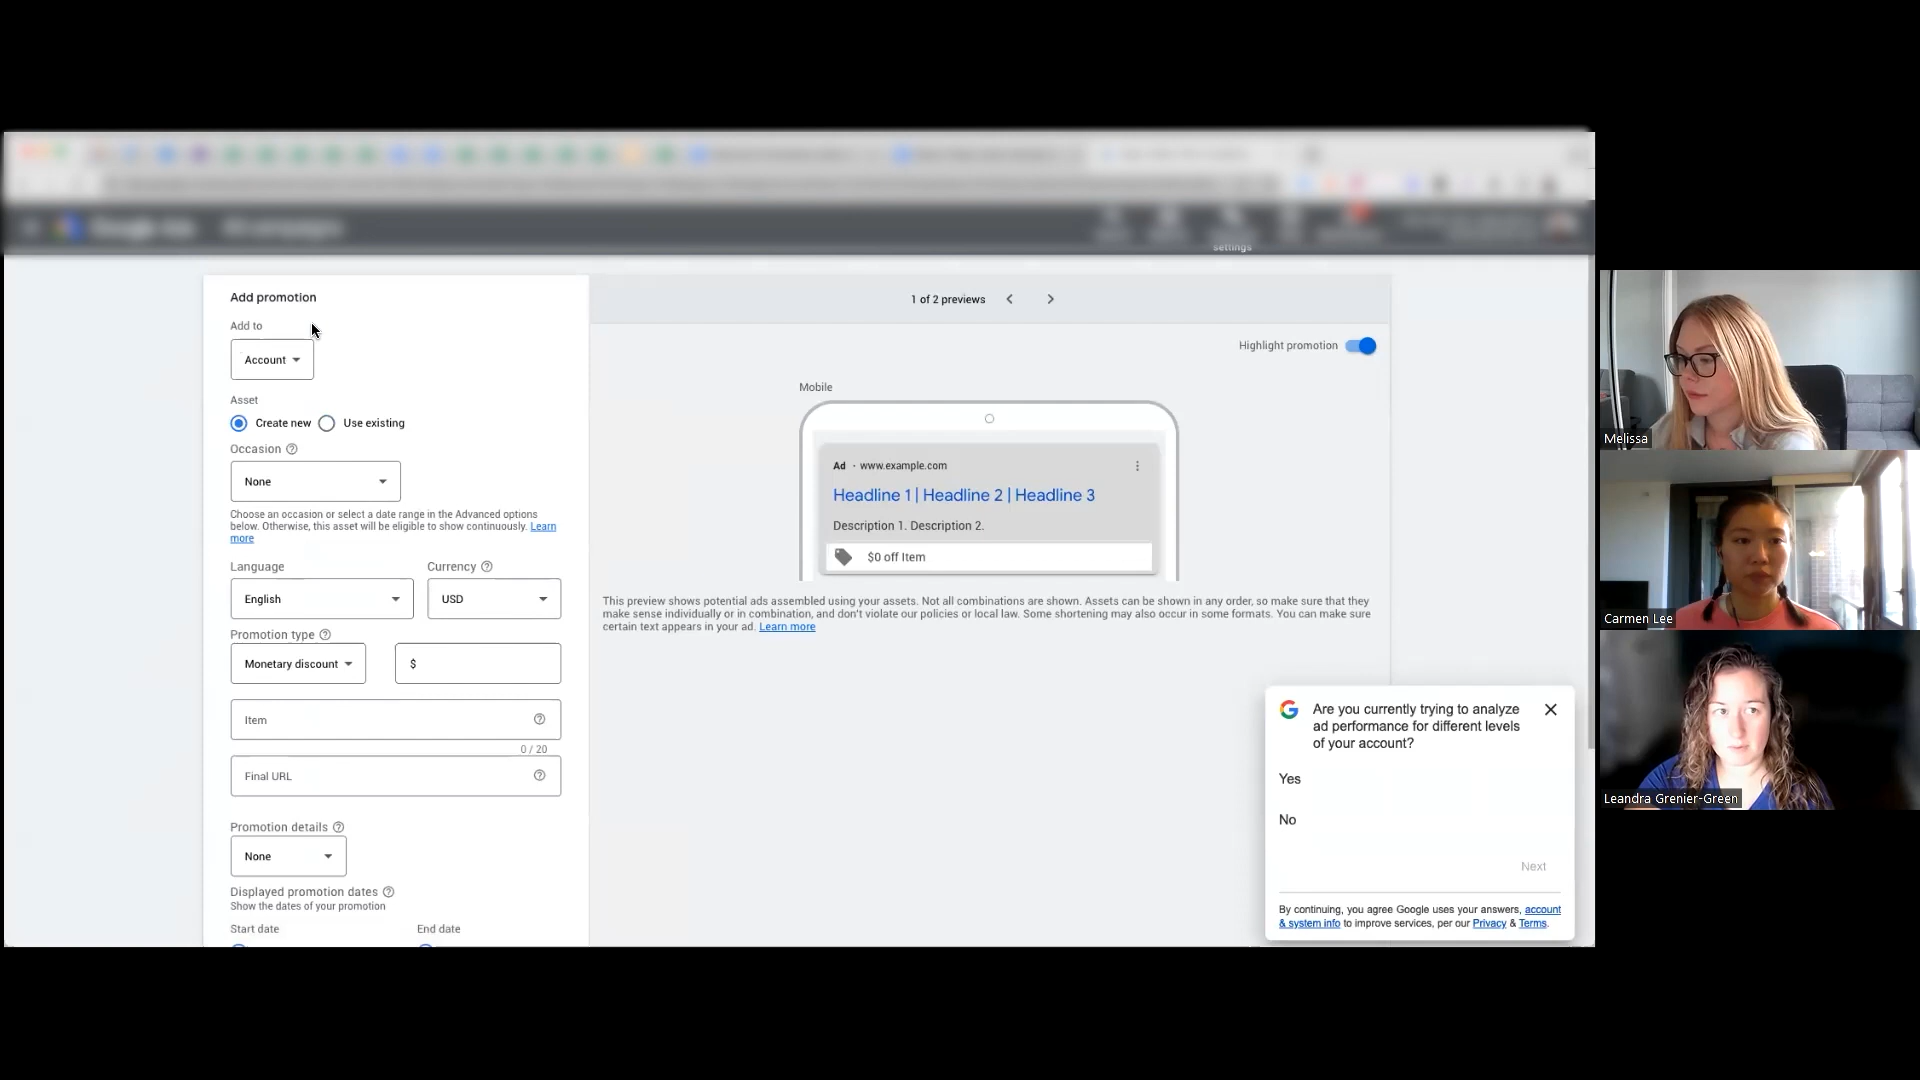 settings
Add promotion
Add to
Account
Asset
Create new
Use existing
Occasion
None
Choose an occasion or select a date range in the Advanced options
below. Otherwise, this asset will be eligible to show continuously. Learn
more
Language
Currency
English
USD
Promotion type
Monetary discount
$
Item
0 / 20
Final URL
Promotion details
None
Displayed promotion dates
Show the dates of your promotion
Start date
End date
1 of 2 previews
Highlight promotion
Mobile
Ad · www.example.com
Headline 1 | Headline 2 | Headline 3
Description 1. Description 2.
$0 off Item
This preview shows potential ads assembled using your assets. Not all combinations are shown. Assets can be shown in any order, so make sure that they
make sense individually or in combination, and don't violate our policies or local law. Some shortening may also occur in some formats. You can make sure
certain text appears in your ad. Learn more
Are you currently trying to analyze
ad performance for different levels
of your account?
Yes
No
Next
By continuing, you agree Google uses your answers, account
& system info to improve services, per our Privacy & Terms.
Melissa
Carmen Lee
Leandra Grenier-Green